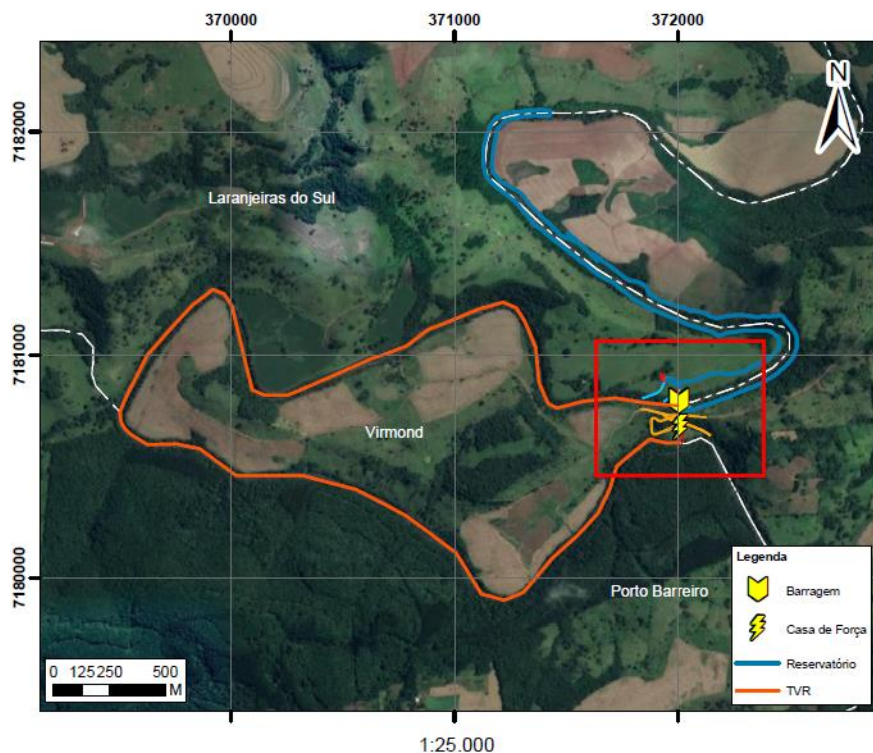 370000 371000 372000
N
7182000
Laranjeiras do Sul
7181000
Virmond
7180000
Porto Barreiro
Legenda
Barragem
Casa de Força
Reservatório
TVR
0 125 250 500
M
1:25.000